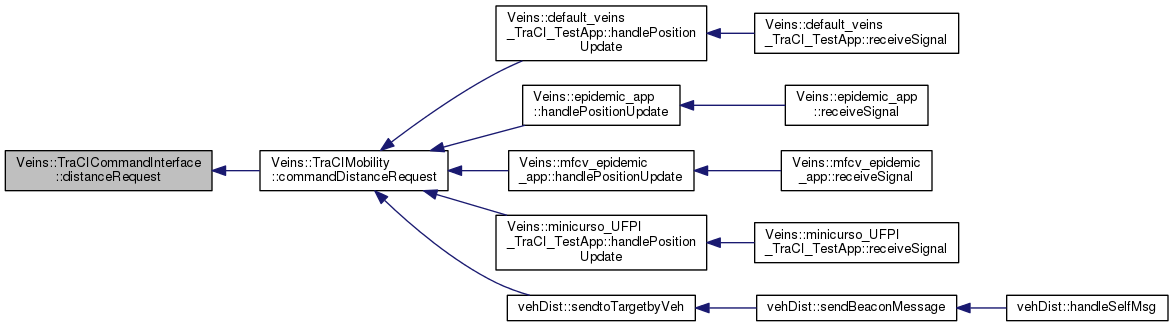 Veins::TraCICommandInterface
::distanceRequest
Veins::TraCIMobility
::commandDistanceRequest
Veins::default_veins
_TraCI_TestApp::handlePosition
Update
Veins::default_veins
_TraCI_TestApp::receiveSignal
Veins::epidemic_app
::handlePositionUpdate
Veins::epidemic_app
::receiveSignal
Veins::mfcv_epidemic
_app::handlePositionUpdate
Veins::mfcv_epidemic
_app::receiveSignal
Veins::minicurso_UFPI
_TraCI_TestApp::handlePosition
Update
Veins::minicurso_UFPI
_TraCI_TestApp::receiveSignal
vehDist::sendtoTargetbyVeh
vehDist::sendBeaconMessage
vehDist::handleSelfMsg